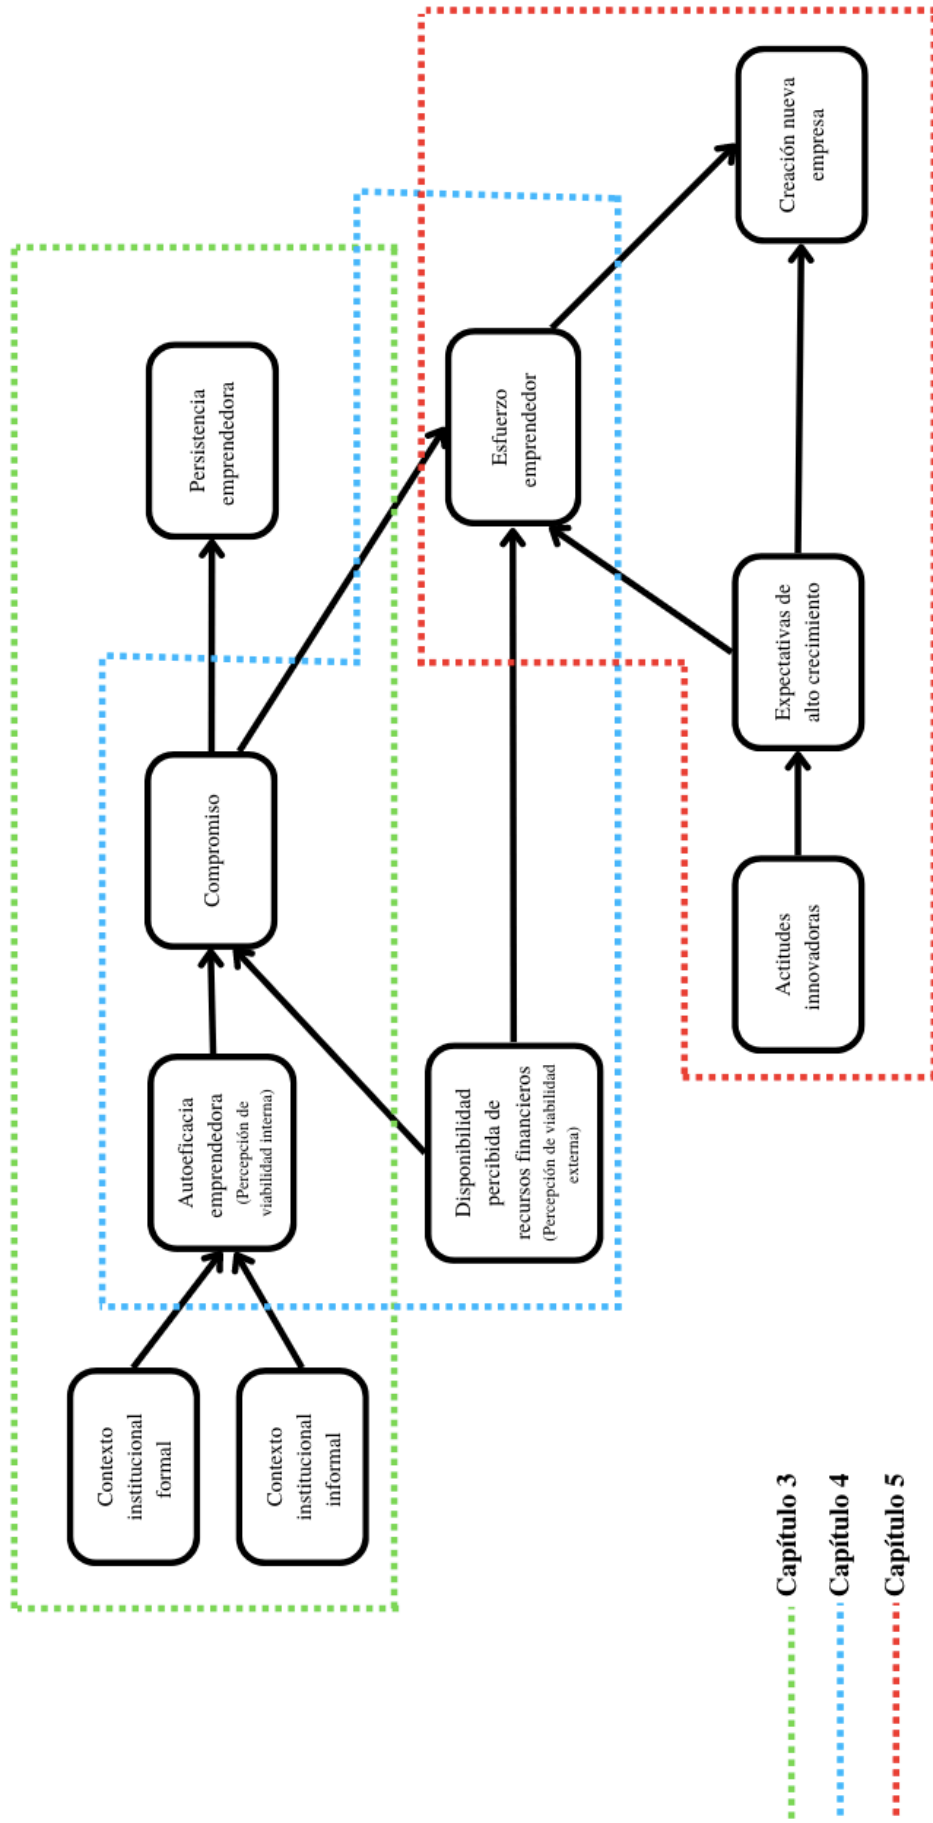 Contexto
institucional
formal
Contexto
institucional
informal
Autoeficacia
emprendedora
(Percepción de
viabilidad interna)
Compromiso
Persistencia
emprendedora
Disponibilidad
percibida de
recursos financieros
(Percepción de viabilidad
externa)
Esfuerzo
emprendedor
Actitudes
innovadoras
Expectativas de
alto crecimiento
Creación nueva
empresa
Capítulo 3
Capítulo 4
Capítulo 5